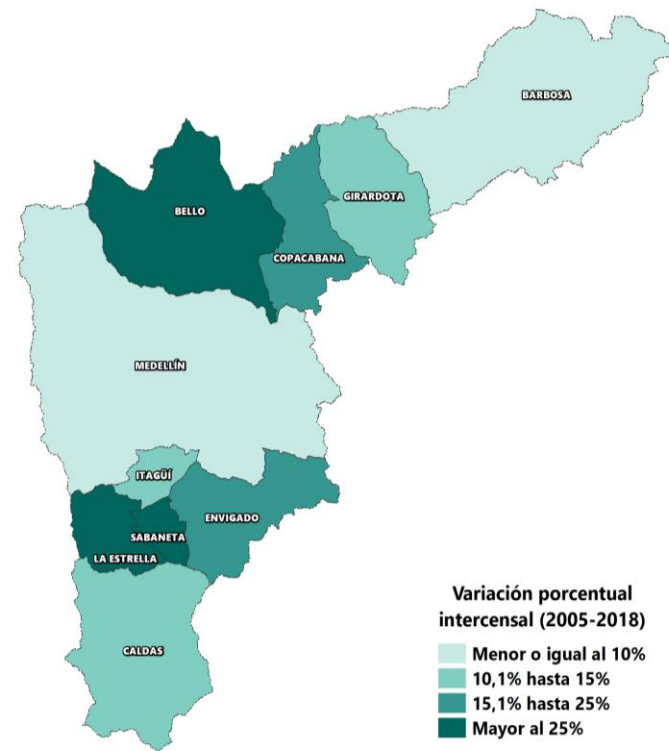 BARBOSA
BELLO
GIRARDOTA
COPACABANA
MEDELLÍN
ITAGÜÍ
ENVIGADO
SABANETA
LA ESTRELLA
CALDAS
Variación porcentual
intercensal (2005-2018)
Menor o igual al 10%
10,1% hasta 15%
15,1% hasta 25%
Mayor al 25%